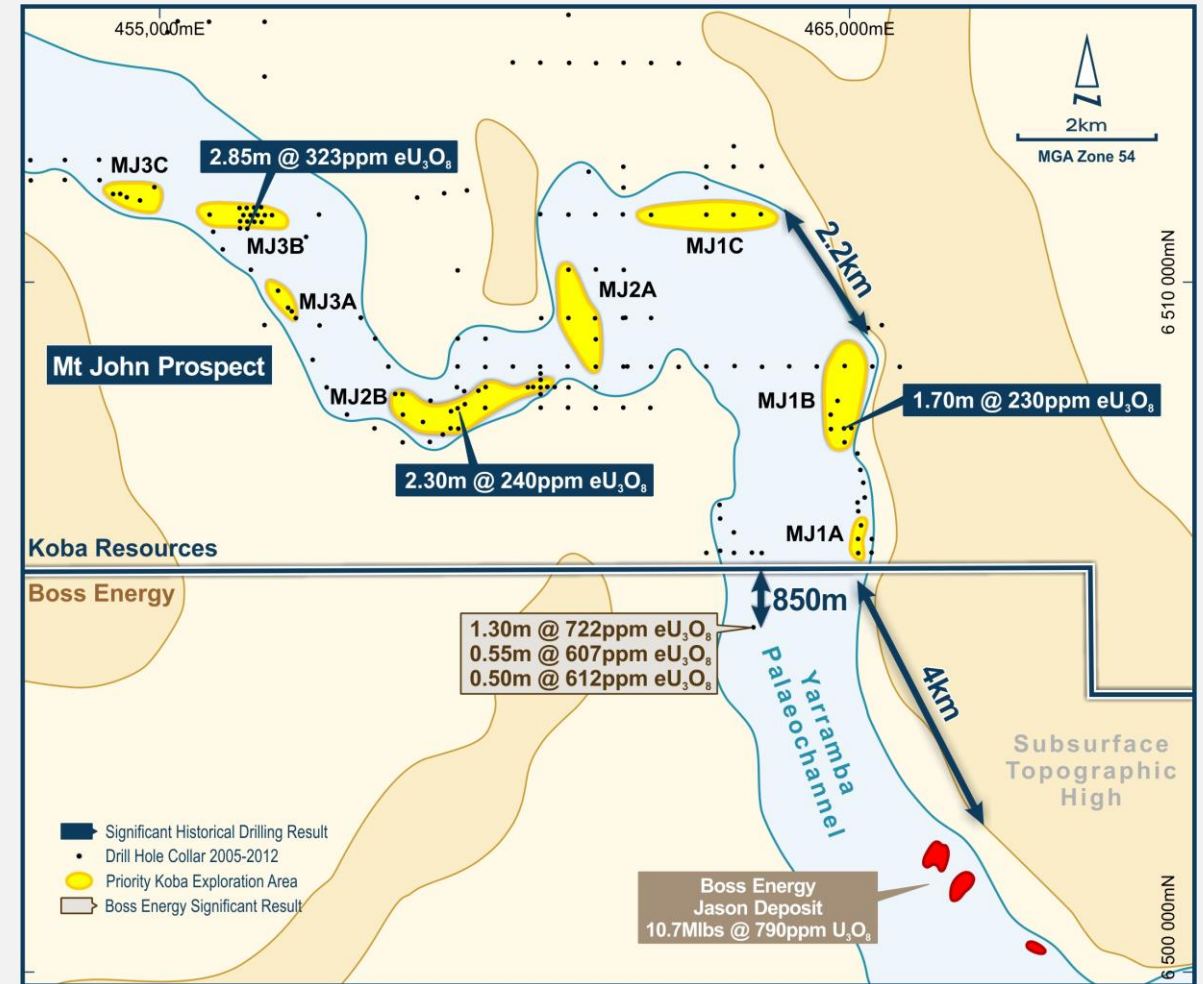 455,000mE
465,000mE
2km
MGA Zone 54
MJ3C
2.85m @ 323ppm eU₃O₈
MJ3B
MJ1C
2.2km
6 510 000mN
MJ3A
MJ2A
Mt John Prospect
MJ2B
MJ1B
1.70m @ 230ppm eU₃O₈
2.30m @ 240ppm eU₃O₈
MJ1A
Koba Resources
Boss Energy
850m
1.30m @ 722ppm eU₃O₈
0.55m @ 607ppm eU₃O₈
0.50m @ 612ppm eU₃O₈
Yarramba
Palaeochannel
4km
Subsurface
Topographic
High
Significant Historical Drilling Result
Drill Hole Collar 2005-2012
Priority Koba Exploration Area
Boss Energy Significant Result
Boss Energy
Jason Deposit
10.7Mlbs @ 790ppm U₃O₈
6 500 000mN
N